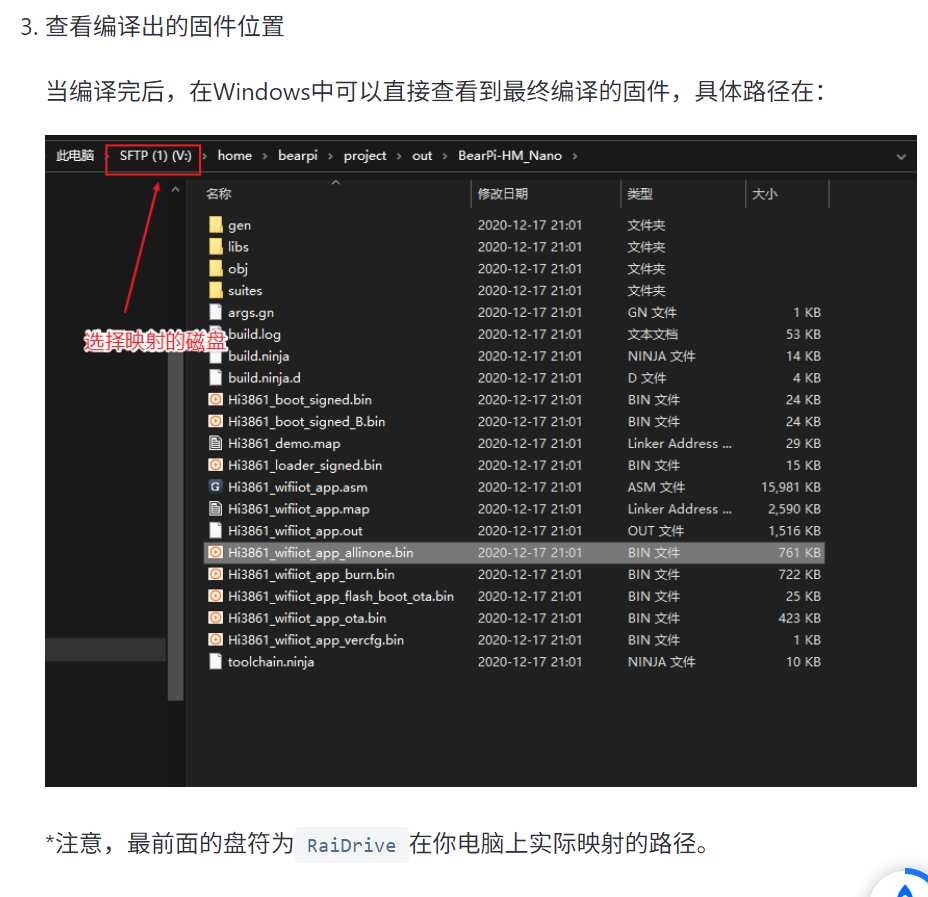 3. 查看编译出的固件位置
当编译完后，在Windows中可以直接查看到最终编译的固件，具体路径在：
此电脑 › SFTP (1) (V:) › home › bearpi › project › out › BearPi-HM_Nano ›
名称 修改日期 类型 大小
gen 2020-12-17 21:01 文件夹
libs 2020-12-17 21:01 文件夹
obj 2020-12-17 21:01 文件夹
suites 2020-12-17 21:01 文件夹
args.gn 2020-12-17 21:01 GN 文件 1 KB
选择映射的磁盘
build.log 2020-12-17 21:01 文本文档 53 KB
build.ninja 2020-12-17 21:01 NINJA 文件 14 KB
build.ninja.d 2020-12-17 21:01 D 文件 4 KB
Hi3861_boot_signed.bin 2020-12-17 21:01 BIN 文件 24 KB
Hi3861_boot_signed_B.bin 2020-12-17 21:01 BIN 文件 24 KB
Hi3861_demo.map 2020-12-17 21:01 Linker Address ... 29 KB
Hi3861_loader_signed.bin 2020-12-17 21:01 BIN 文件 15 KB
Hi3861_wifiiot_app.asm 2020-12-17 21:01 ASM 文件 15,981 KB
Hi3861_wifiiot_app.map 2020-12-17 21:01 Linker Address ... 2,590 KB
Hi3861_wifiiot_app.out 2020-12-17 21:01 OUT 文件 1,516 KB
Hi3861_wifiiot_app_allinone.bin 2020-12-17 21:01 BIN 文件 761 KB
Hi3861_wifiiot_app_burn.bin 2020-12-17 21:01 BIN 文件 722 KB
Hi3861_wifiiot_app_flash_boot_ota.bin 2020-12-17 21:01 BIN 文件 25 KB
Hi3861_wifiiot_app_ota.bin 2020-12-17 21:01 BIN 文件 423 KB
Hi3861_wifiiot_app_vercfg.bin 2020-12-17 21:01 BIN 文件 1 KB
toolchain.ninja 2020-12-17 21:01 NINJA 文件 10 KB
*注意，最前面的盘符为 RaiDrive 在你电脑上实际映射的路径。